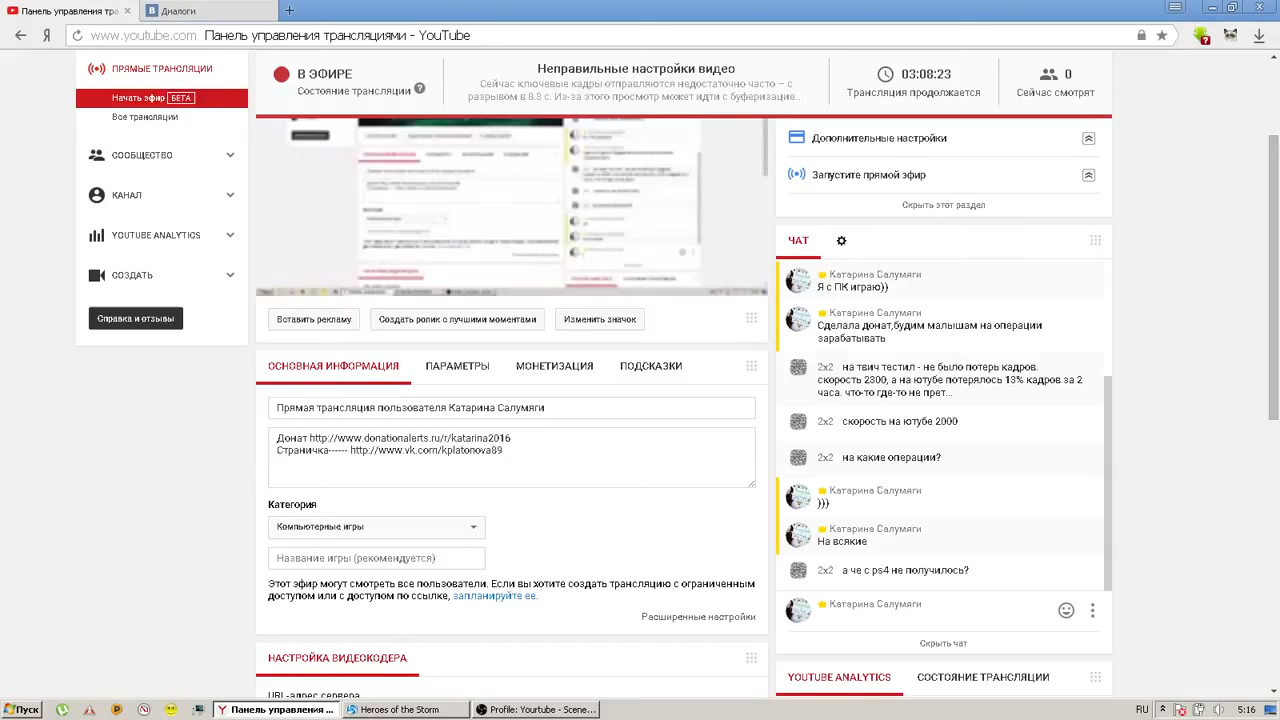 Панель управления тра
Диалоги
www.youtube.com Панель управления трансляциями - YouTube
ПРЯМЫЕ ТРАНСЛЯЦИИ
Начать эфир БЕТА
Все трансляции
СООБЩЕСТВО
КАНАЛ
YOUTUBE ANALYTICS
СОЗДАТЬ
Справка и отзывы
В ЭФИРЕ
Состояние трансляции ?
Неправильные настройки видео
Сейчас ключевые кадры отправляются недостаточно часто – с
разрывом в 8.3 с. Из-за этого просмотр может идти с буферизацие...
03:08:23
Трансляция продолжается
0
Сейчас смотрят
Вставить рекламу
Создать ролик с лучшими моментами
Изменить значок
ОСНОВНАЯ ИНФОРМАЦИЯ
ПАРАМЕТРЫ
МОНЕТИЗАЦИЯ
ПОДСКАЗКИ
Прямая трансляция пользователя Катарина Салумяги
Донат http://www.donationalerts.ru/r/katarina2016
Страничка------ http://www.vk.com/kplatonova89
Категория
Компьютерные игры
Название игры (рекомендуется)
Этот эфир могут смотреть все пользователи. Если вы хотите создать трансляцию с ограниченным
доступом или с доступом по ссылке, запланируйте ее.
Расширенные настройки
НАСТРОЙКА ВИДЕОКОДЕРА
URL-адрес сервера
Дополнительные настройки
Запустите прямой эфир
Скрыть этот раздел
ЧАТ
Катарина Салумяги
Я с ПК играю))
Катарина Салумяги
Сделала донат,будим малышам на операции
зарабатывать
2x2 на твич тестил - не было потерь кадров.
скорость 2300, а на ютубе потерялось 13% кадров за 2
часа. что-то где-то не прет...
2x2 скорость на ютубе 2000
2x2 на какие операции?
Катарина Салумяги
)))
Катарина Салумяги
На всякие
2x2 а че с ps4 не получилось?
Катарина Салумяги
Скрыть чат
YOUTUBE ANALYTICS
СОСТОЯНИЕ ТРАНСЛЯЦИИ
Пуск
Панель управления ...
Heroes of the Storm
Profile: Yourtube - Scene...
RU
5:16